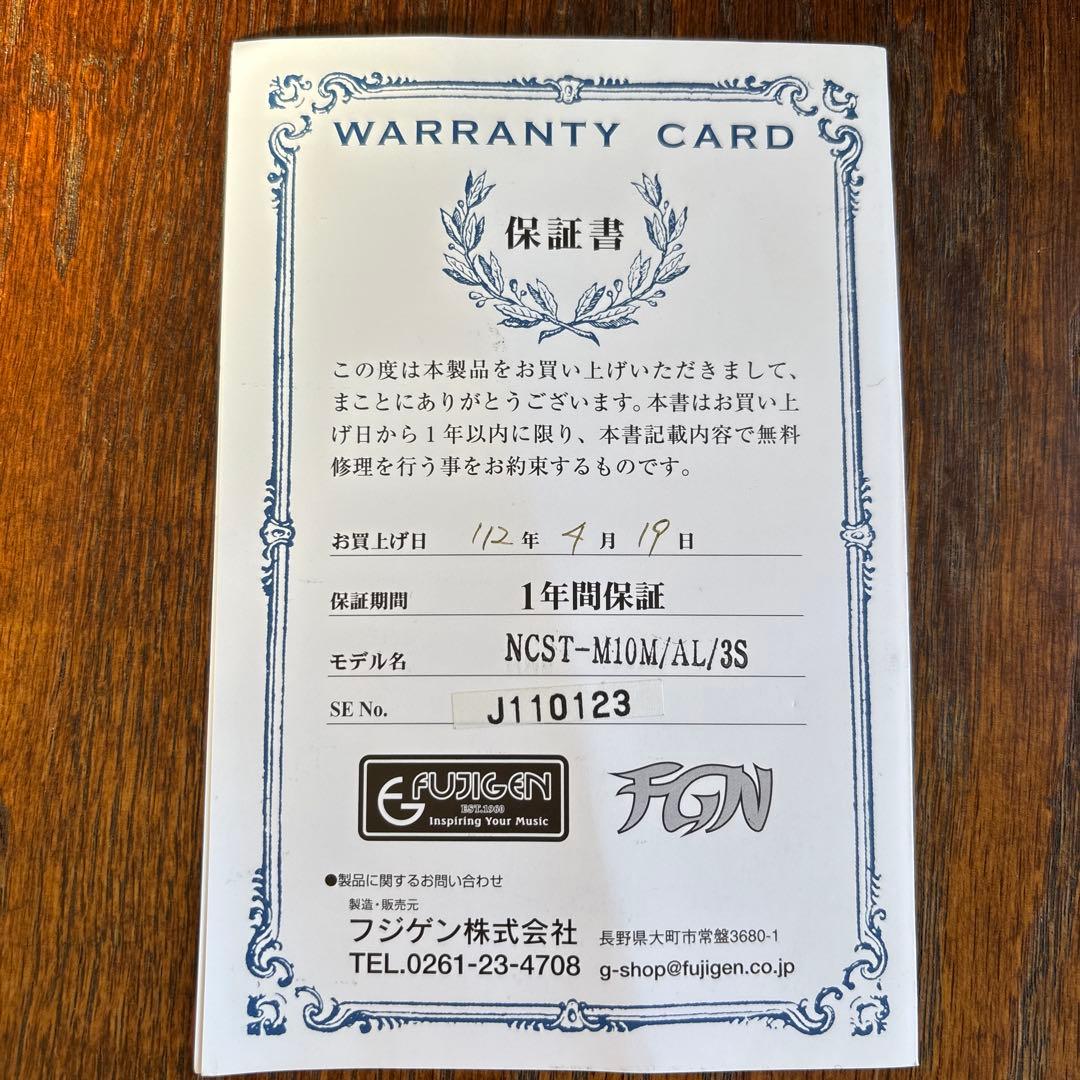 WARRANTY CARD
保証書
この度は本製品をお買い上げいただきまして、
まことにありがとうございます。本書はお買い上
げ日から1年以内に限り、本書記載内容で無料
修理を行う事をお約束するものです。
お買上げ日 112年 4月 19日
保証期間 1年間保証
モデル名 NCST-M10M/AL/3S
SE No. J110123
FUJIGEN
EST.1960
Inspiring Your Music
FGN
●製品に関するお問い合わせ
製造・販売元
フジゲン株式会社 長野県大町市常盤3680-1
TEL.0261-23-4708 g-shop@fujigen.co.jp